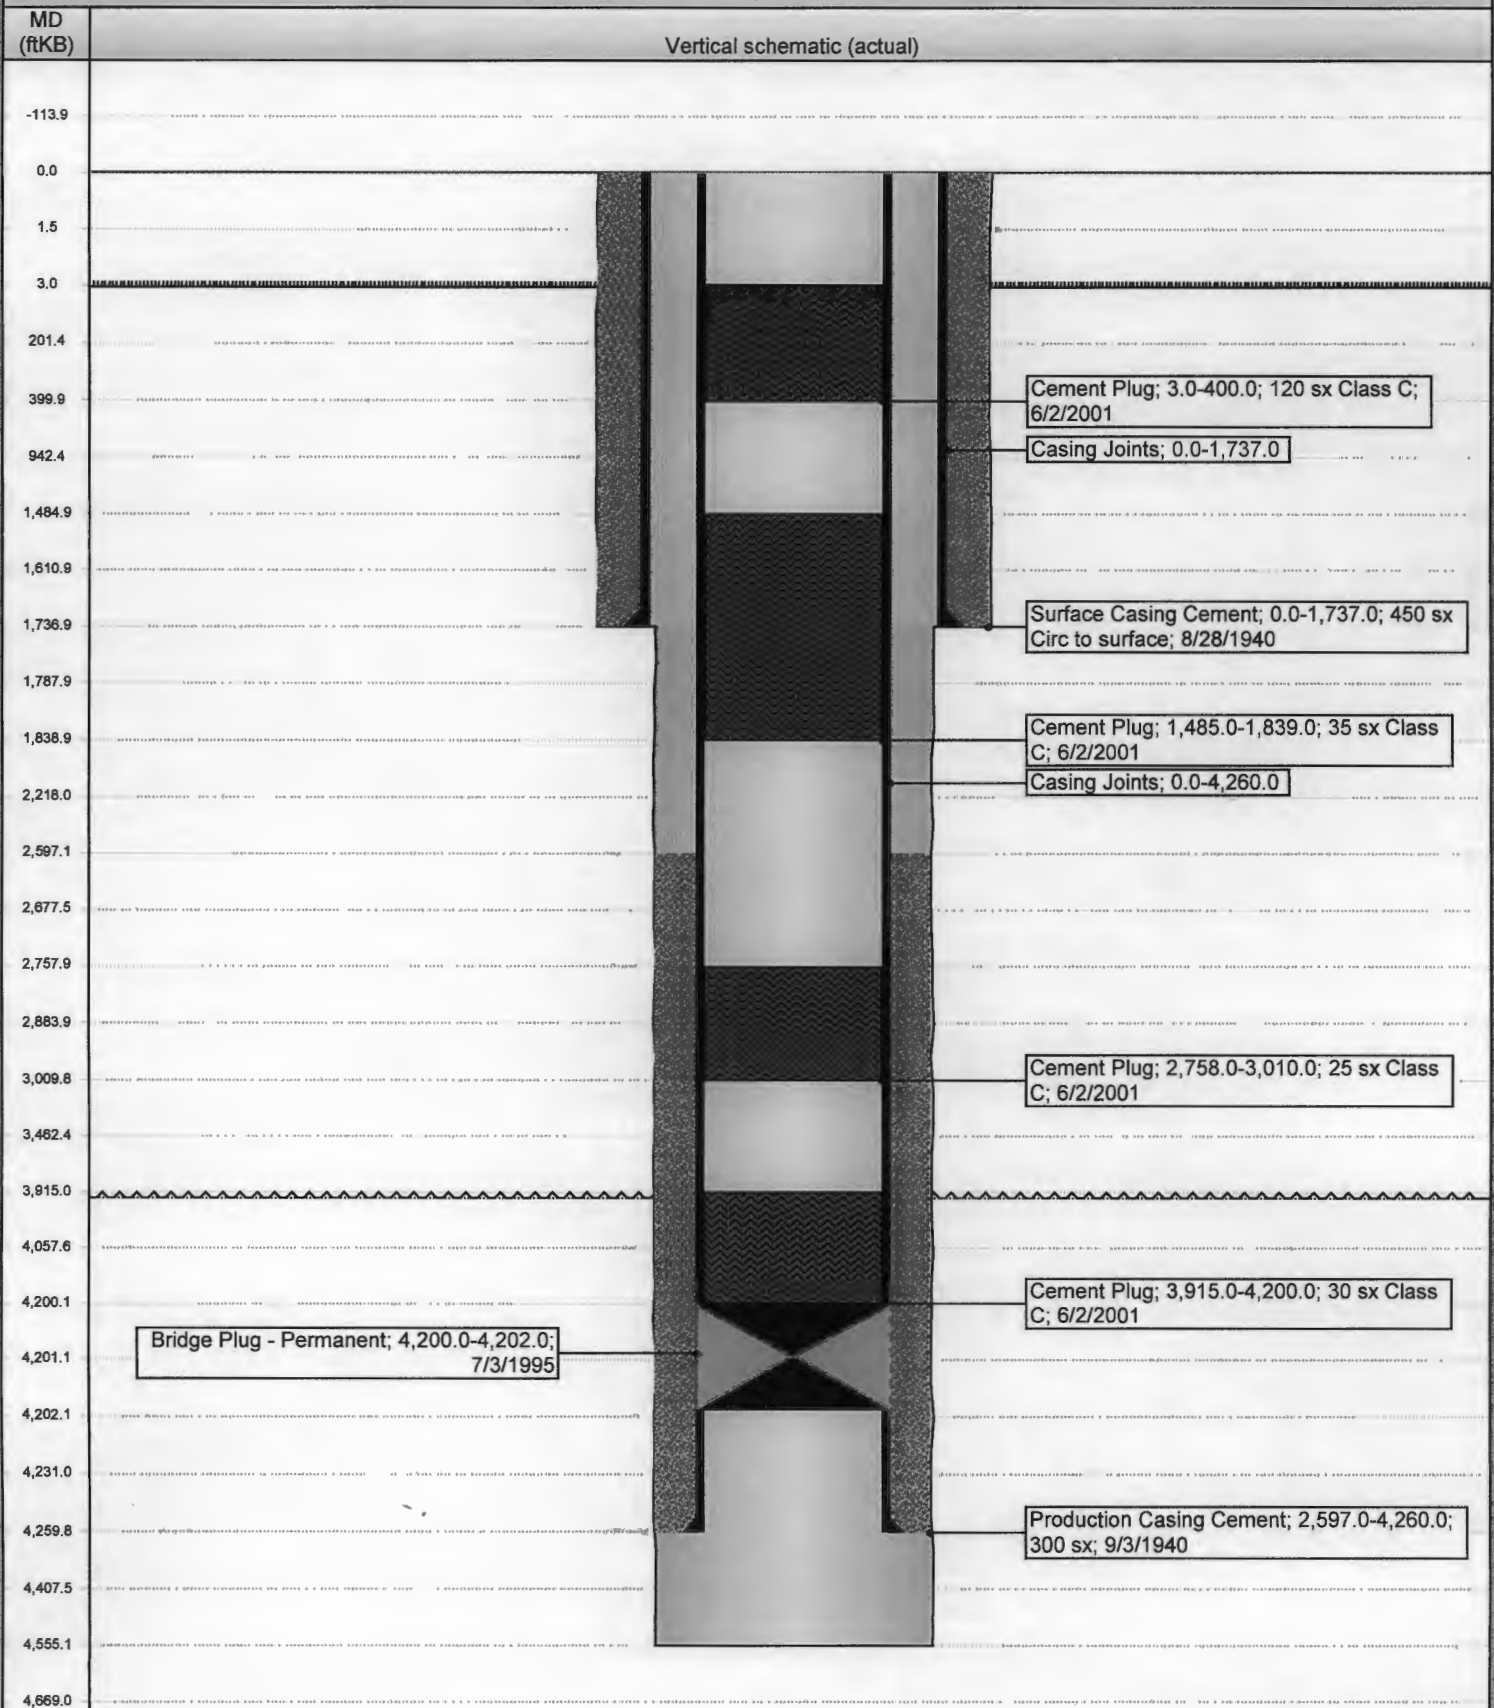 MD
(ftKB)
Vertical schematic (actual)
-113.9
0.0
1.5
3.0
201.4
399.9
Cement Plug; 3.0-400.0; 120 sx Class C;
6/2/2001
942.4
Casing Joints; 0.0-1,737.0
1,484.9
1,610.9
1,736.9
Surface Casing Cement; 0.0-1,737.0; 450 sx
Circ to surface; 8/28/1940
1,787.9
1,838.9
Cement Plug; 1,485.0-1,839.0; 35 sx Class
C; 6/2/2001
2,218.0
Casing Joints; 0.0-4,260.0
2,597.1
2,677.5
2,757.9
2,883.9
3,009.8
Cement Plug; 2,758.0-3,010.0; 25 sx Class
C; 6/2/2001
3,462.4
3,915.0
4,057.6
4,200.1
Cement Plug; 3,915.0-4,200.0; 30 sx Class
C; 6/2/2001
4,201.1
Bridge Plug - Permanent; 4,200.0-4,202.0;
7/3/1995
4,202.1
4,231.0
4,259.8
Production Casing Cement; 2,597.0-4,260.0;
300 sx; 9/3/1940
4,407.5
4,555.1
4,669.0